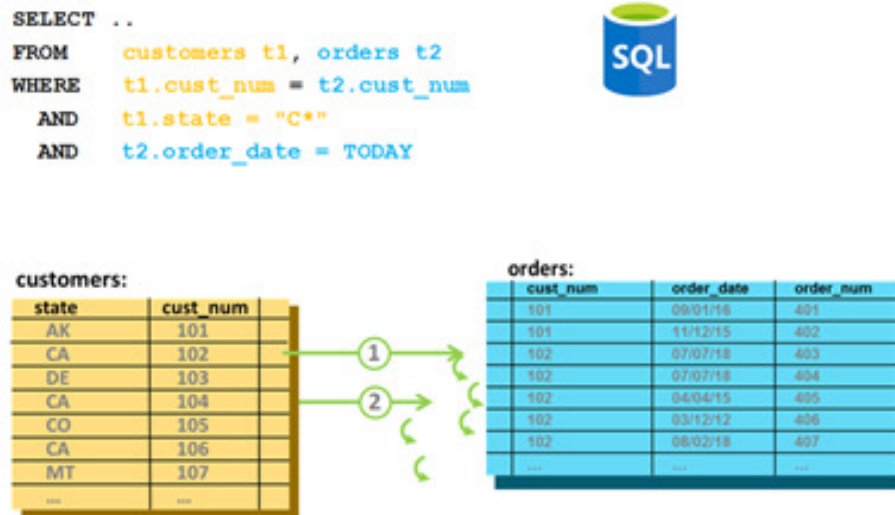 SELECT ..
FROM customers t1, orders t2
WHERE t1.cust_num = t2.cust_num
AND t1.state = "C*"
AND t2.order_date = TODAY
SQL
customers:
state cust_num
AK 101
CA 102
DE 103
CA 104
CO 105
CA 106
MT 107
... ...
1
2
orders:
cust_num order_date order_num
101 09/01/16 401
101 11/12/15 402
102 07/07/18 403
102 07/07/18 404
102 04/04/15 405
102 03/12/12 406
102 08/02/18 407
... ... ...